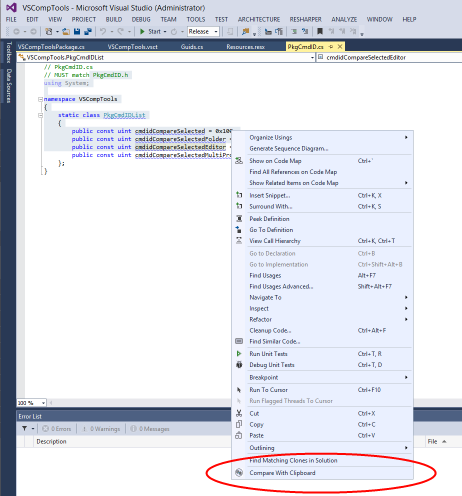 VSCompTools - Microsoft Visual Studio (Administrator)
FILE EDIT VIEW PROJECT BUILD DEBUG TEAM TOOLS TEST ARCHITECTURE RESHARPER ANALYZE WINDOW HELP
Start Release
Toolbox
Data Sources
VSCompToolsPackage.cs VSCompTools.vsct Guids.cs Resources.resx PkgCmdID.cs
VSCompTools.PkgCmdIDList cmdidCompareSelectedEditor
// PkgCmdID.cs
// MUST match PkgCmdID.h
using System;
namespace VSCompTools
{
static class PkgCmdIDList
{
public const uint cmdidCompareSelected = 0x100
public const uint cmdidCompareSelectedFolder =
public const uint cmdidCompareSelectedEditor =
public const uint cmdidCompareSelectedMultiPro
};
}
Organize Usings
Generate Sequence Diagram...
Show on Code Map Ctrl+`
Find All References on Code Map
Show Related Items on Code Map
Insert Snippet... Ctrl+K, X
Surround With... Ctrl+K, S
Peek Definition
Go To Definition
View Call Hierarchy Ctrl+K, Ctrl+T
Go to Declaration Ctrl+B
Go to Implementation Ctrl+Shift+Alt+B
Find Usages Alt+F7
Find Usages Advanced... Shift+Alt+F7
Navigate To
Inspect
Refactor
Cleanup Code... Ctrl+Alt+F
Find Similar Code...
Run Unit Tests Ctrl+T, R
Debug Unit Tests Ctrl+T, D
Breakpoint
Run To Cursor Ctrl+F10
Run Flagged Threads To Cursor
Cut Ctrl+X
Copy Ctrl+C
Paste Ctrl+V
Outlining
Find Matching Clones in Solution
Compare With Clipboard
100 %
Error List
0 Errors 0 Warnings 0 Messages
Description File